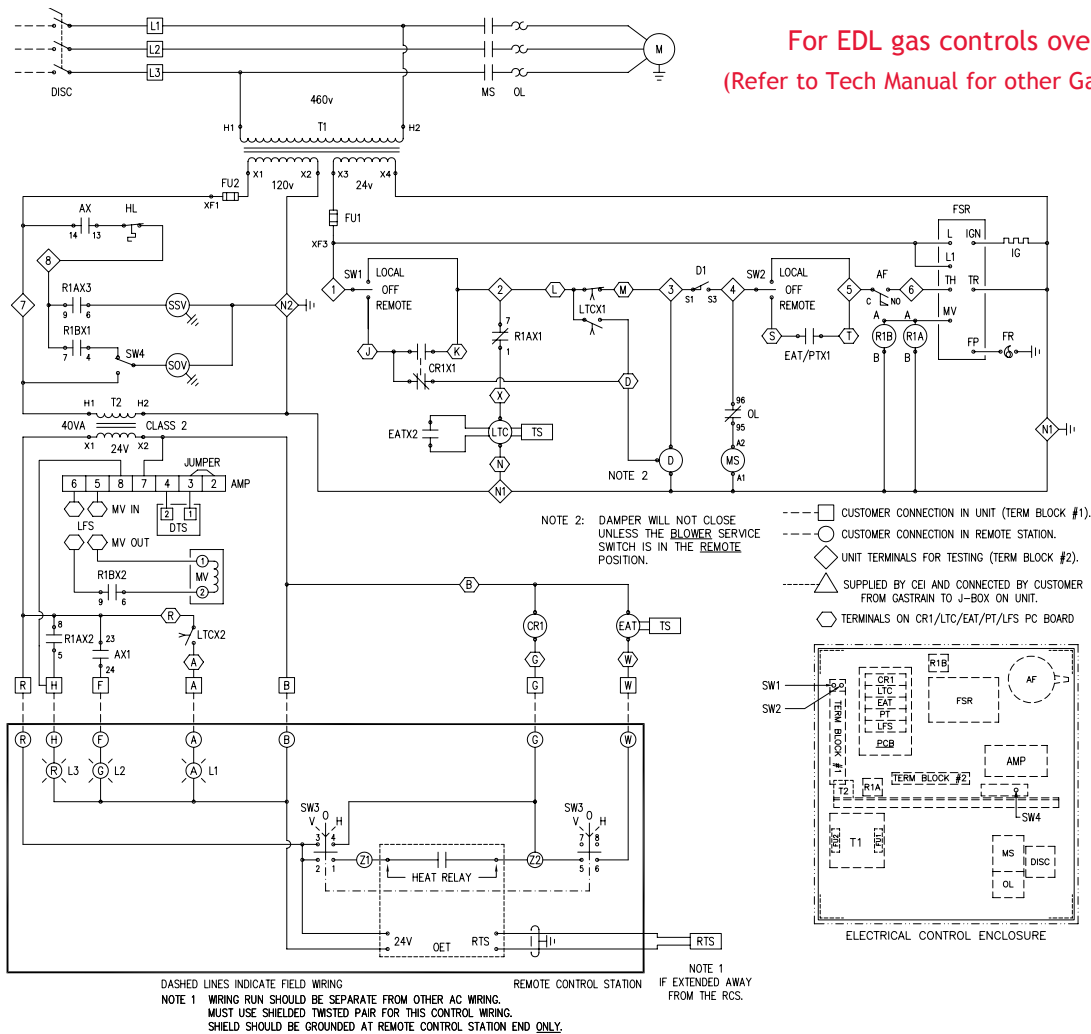 For EDL gas controls ove
(Refer to Tech Manual for other Ga
L1
L2
L3
M
DISC
MS OL
460v
H1 T1 H2
X1 X2 X3 X4
FU2
120v 24v
XF1
FU1
AX HL
14 13
XF3
8
7
R1AX3
9 6
SSV
N2
R1BX1
7 4
SW4
SOV
1
SW1
LOCAL
OFF
REMOTE
2
L
M
3
D1
S1 S3
4
SW2
LOCAL
OFF
REMOTE
5
AF
C NO
6
FSR
L IGN
L1
IG
TH TR
MV
FP FR
LTCX1
7
R1AX1
1
J
K
CR1X1
D
S
T
EAT/PTX1
A A
R1B R1A
B B
X
EATX2
LTC
TS
N
N1
NOTE 2
D
96
OL
95
A2
MS
A1
N1
H1 T2 H2
40VA CLASS 2
X1 24V X2
JUMPER
6 5 8 7 4 3 2 AMP
MV IN
LFS
MV OUT
2 1
DTS
1
MV
2
R1BX2
9 6
NOTE 2: DAMPER WILL NOT CLOSE
UNLESS THE BLOWER SERVICE
SWITCH IS IN THE REMOTE
POSITION.
CUSTOMER CONNECTION IN UNIT (TERM BLOCK #1).
CUSTOMER CONNECTION IN REMOTE STATION.
UNIT TERMINALS FOR TESTING (TERM BLOCK #2).
SUPPLIED BY CEI AND CONNECTED BY CUSTOMER
FROM GASTRAIN TO J-BOX ON UNIT.
TERMINALS ON CR1/LTC/EAT/PT/LFS PC BOARD
B
R
8
R1AX2
5
23
AX1
24
LTCX2
A
CR1
G
EAT
TS
W
R H F A B G W
R H F A B G W
R L3 G L2 A L1
SW3
O
V H
3 4
2 1
Z1
HEAT RELAY
Z2
SW3
O
V H
7 8
5 6
24V OET RTS
RTS
DASHED LINES INDICATE FIELD WIRING
REMOTE CONTROL STATION
NOTE 1
IF EXTENDED AWAY
FROM THE RCS.
NOTE 1 WIRING RUN SHOULD BE SEPARATE FROM OTHER AC WIRING.
MUST USE SHIELDED TWISTED PAIR FOR THIS CONTROL WIRING.
SHIELD SHOULD BE GROUNDED AT REMOTE CONTROL STATION END ONLY.
SW1
SW2
TERM BLOCK #1
CR1
LTC
EAT
PT
LFS
PCB
R1B
FSR
AF
AMP
T2
R1A
TERM BLOCK #2
SW4
FU2
T1
FU1
MS
OL
DISC
ELECTRICAL CONTROL ENCLOSURE